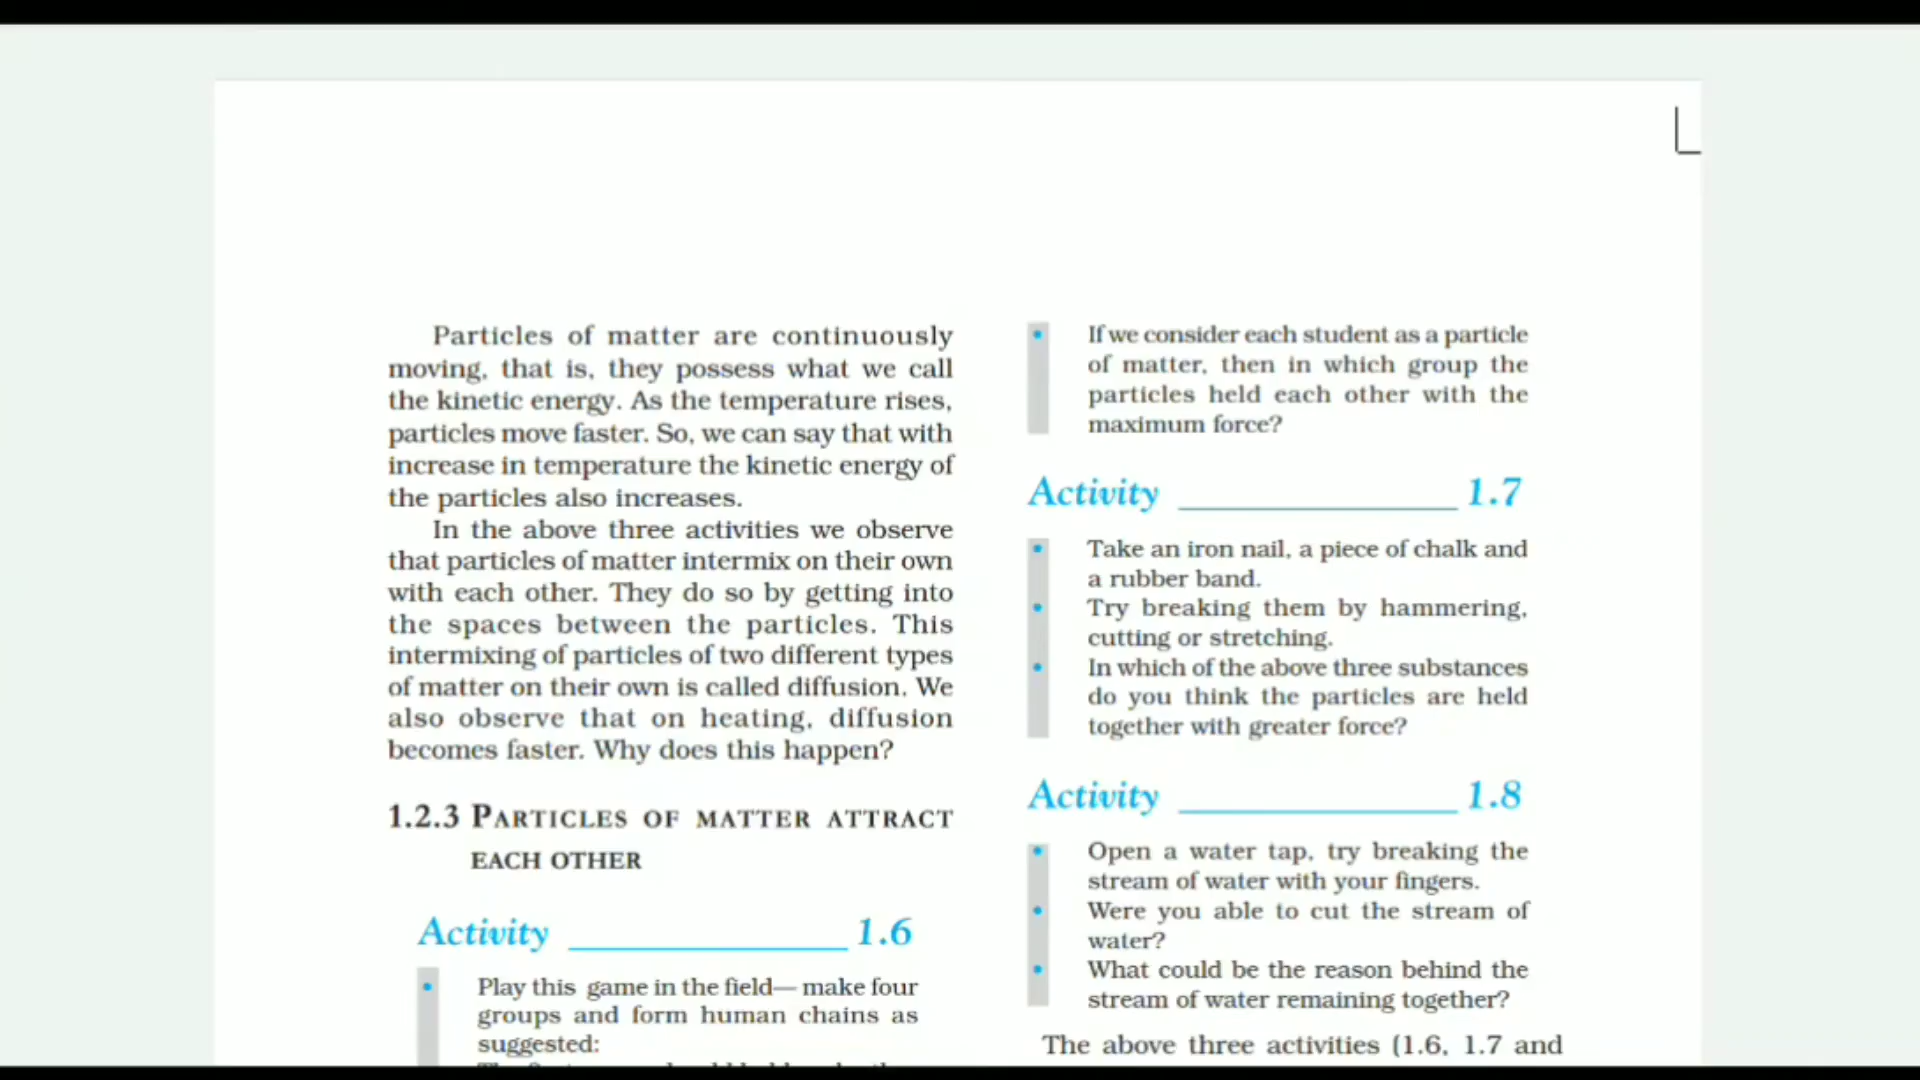 Particles of matter are continuously
moving, that is, they possess what we call
the kinetic energy. As the temperature rises,
particles move faster. So, we can say that with
increase in temperature the kinetic energy of
the particles also increases.
In the above three activities we observe
that particles of matter intermix on their own
with each other. They do so by getting into
the spaces between the particles. This
intermixing of particles of two different types
of matter on their own is called diffusion. We
also observe that on heating, diffusion
becomes faster. Why does this happen?
1.2.3 PARTICLES OF MATTER ATTRACT
EACH OTHER
Activity 1.6
• Play this game in the field— make four
groups and form human chains as
suggested:
• If we consider each student as a particle
of matter, then in which group the
particles held each other with the
maximum force?
Activity 1.7
• Take an iron nail, a piece of chalk and
a rubber band.
• Try breaking them by hammering,
cutting or stretching.
• In which of the above three substances
do you think the particles are held
together with greater force?
Activity 1.8
• Open a water tap, try breaking the
stream of water with your fingers.
• Were you able to cut the stream of
water?
• What could be the reason behind the
stream of water remaining together?
The above three activities (1.6, 1.7 and